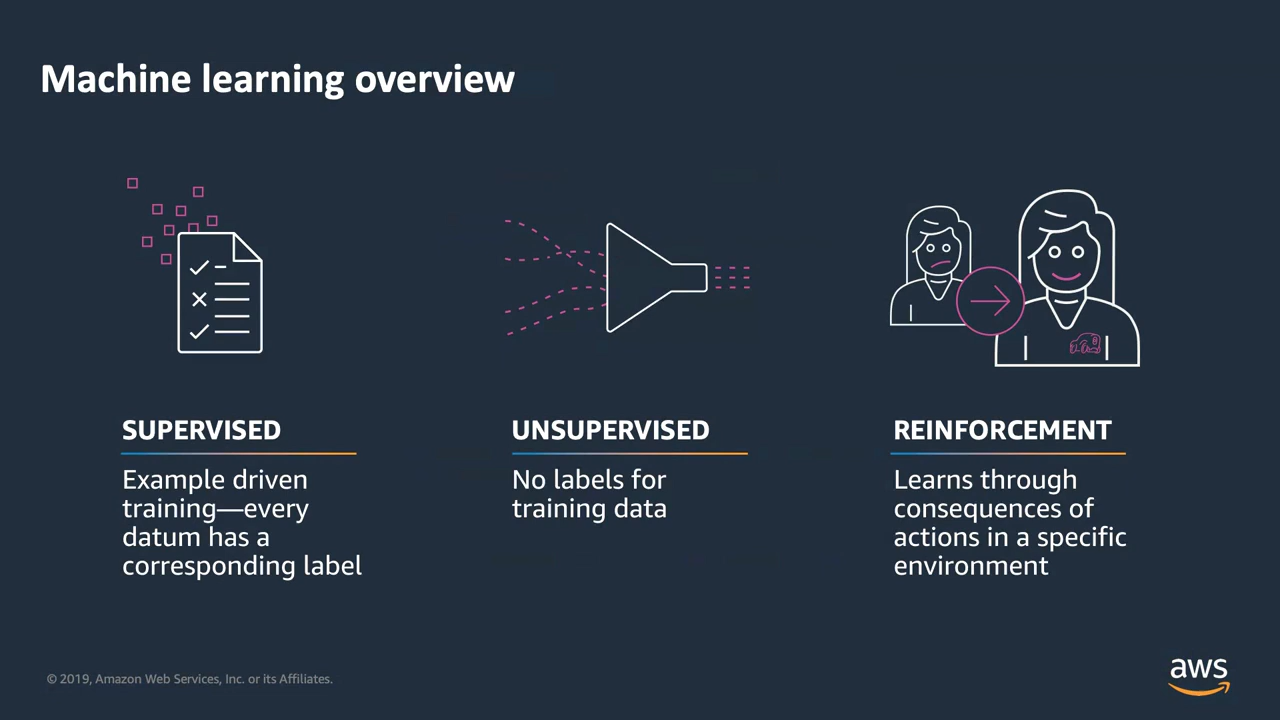 Machine learning overview
SUPERVISED
Example driven
training—every
datum has a
corresponding label
UNSUPERVISED
No labels for
training data
REINFORCEMENT
Learns through
consequences of
actions in a specific
environment
© 2019, Amazon Web Services, Inc. or its Affiliates.
aws